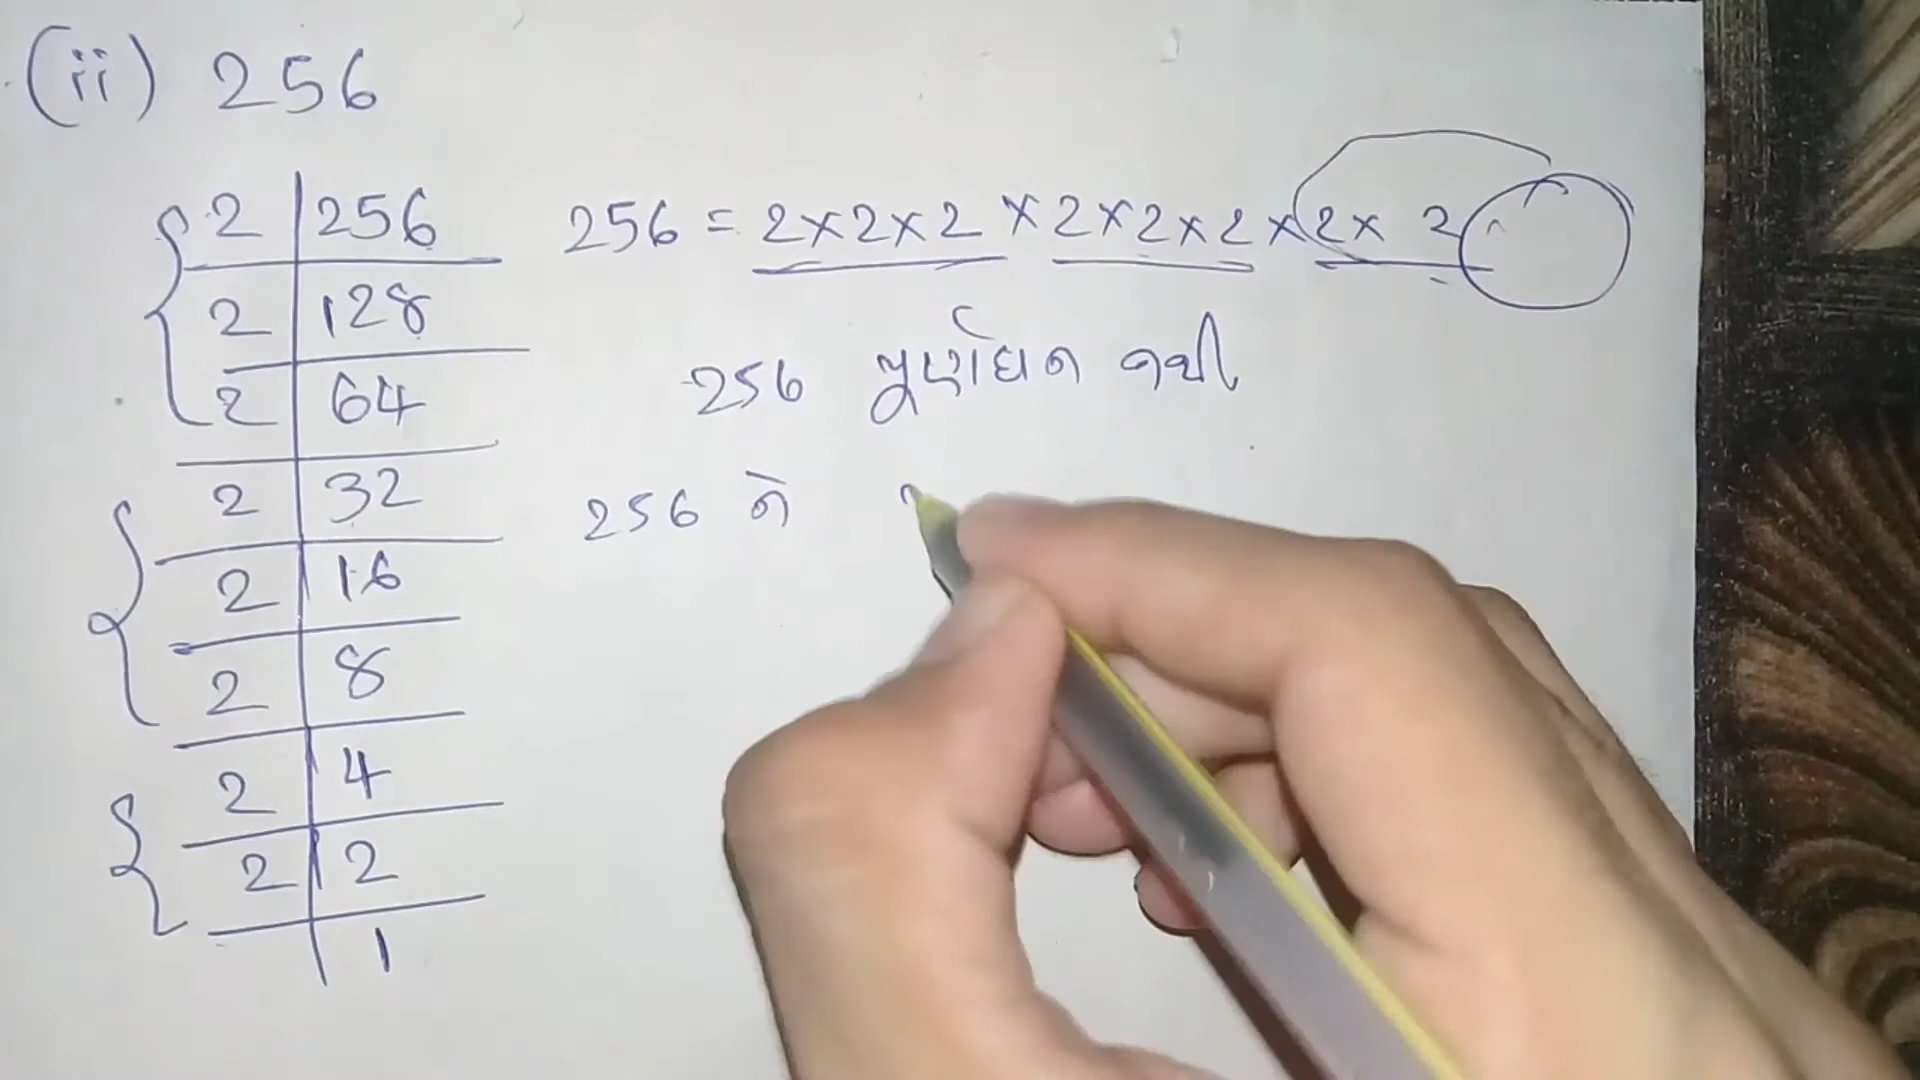 (ii) 256
2 | 256
2 | 128
2 | 64
2 | 32
2 | 16
2 | 8
2 | 4
2 | 2
1
256 = 2×2×2 × 2×2×2 × 2× 2
256 પૂર્ણઘન નથી
256 ને